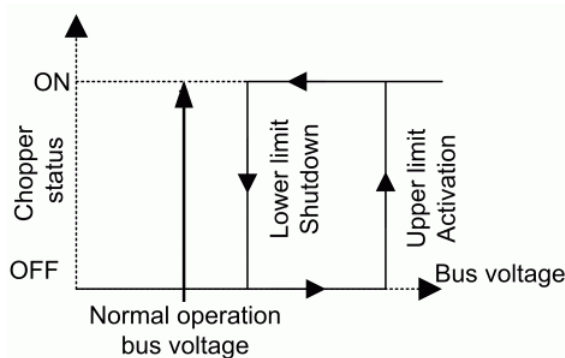 ON
Chopper
status
OFF
Lower limit
Shutdown
Upper limit
Activation
Bus voltage
Normal operation
bus voltage